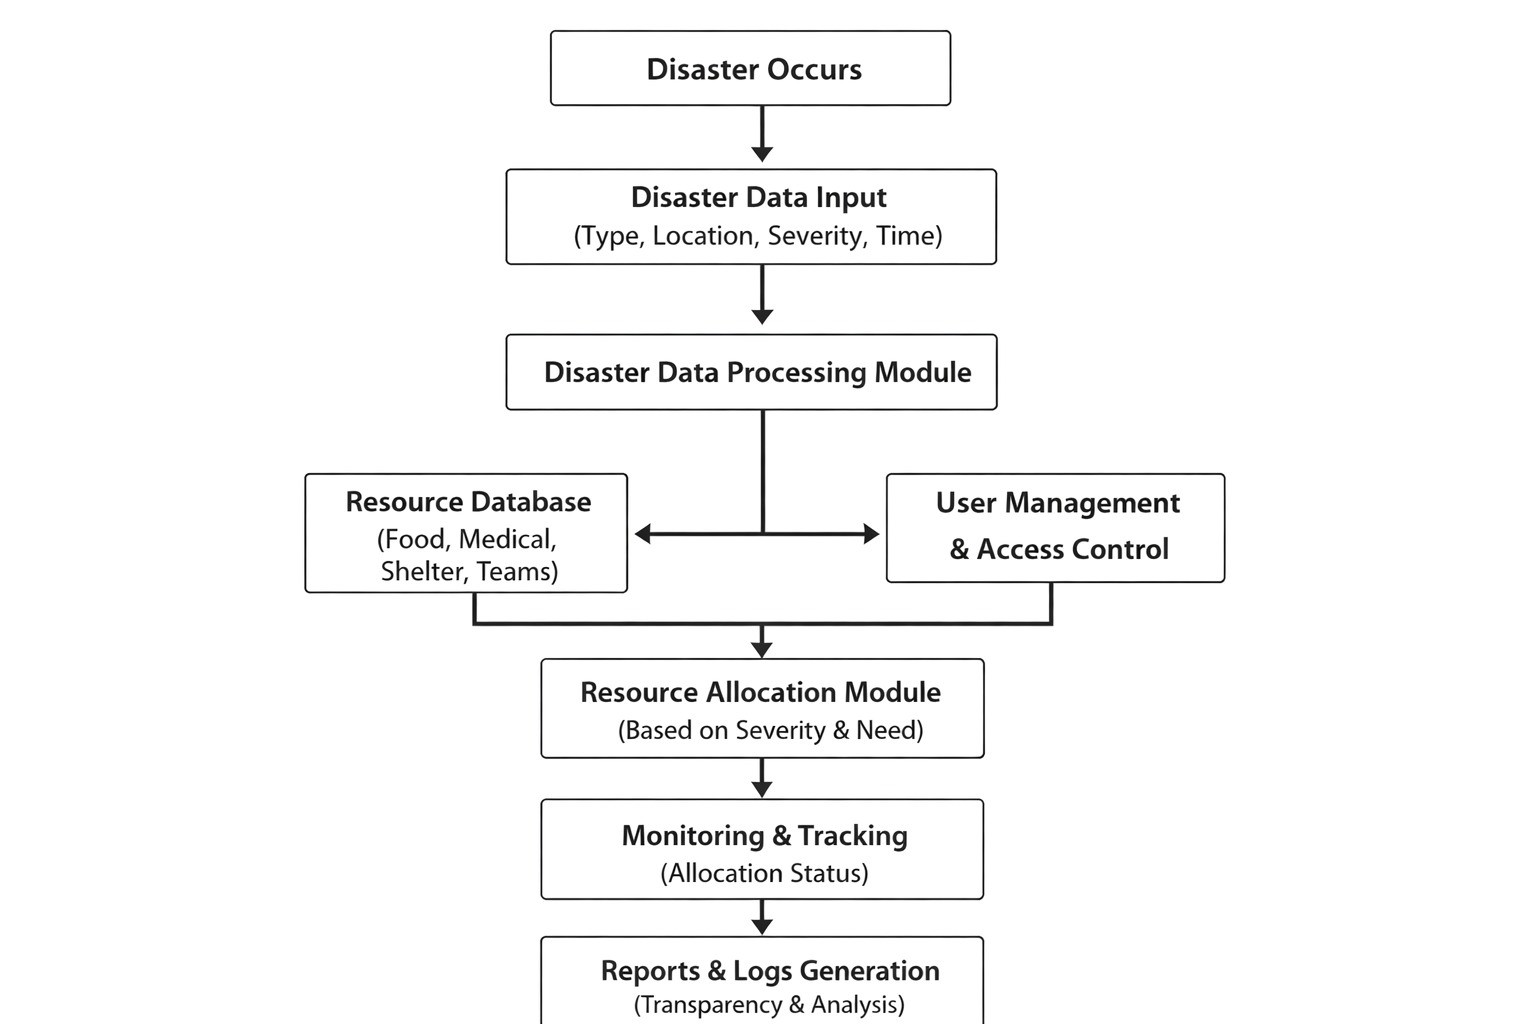 Disaster Occurs
Disaster Data Input
(Type, Location, Severity, Time)
Disaster Data Processing Module
Resource Database
(Food, Medical,
Shelter, Teams)
User Management
& Access Control
Resource Allocation Module
(Based on Severity & Need)
Monitoring & Tracking
(Allocation Status)
Reports & Logs Generation
(Transparency & Analysis)